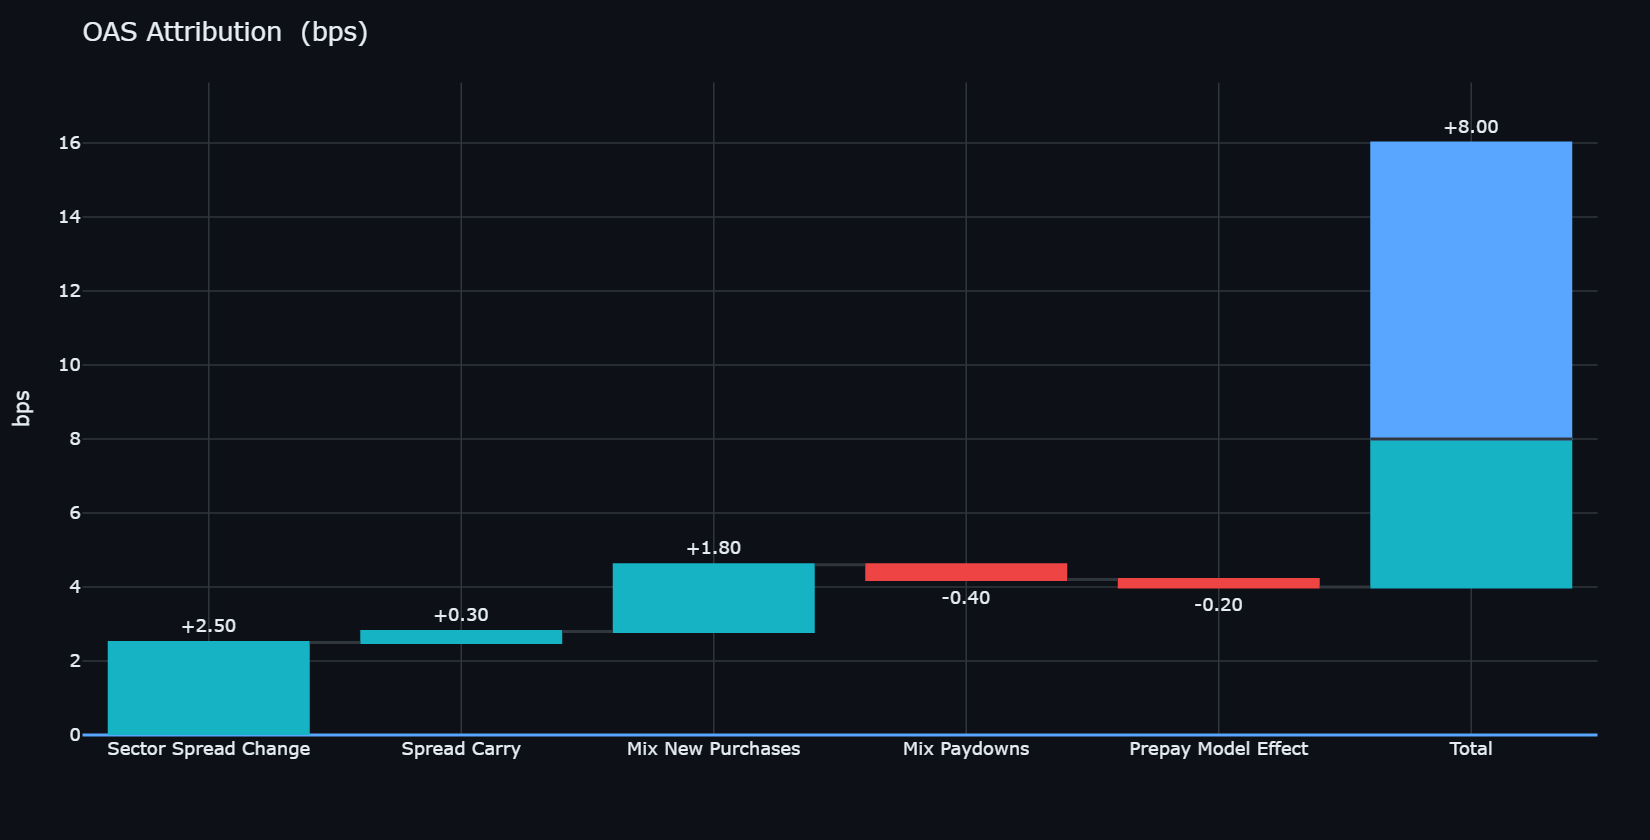 OAS Attribution (bps)
bps
16
14
12
10
8
6
4
2
0
+2.50
+0.30
+1.80
-0.40
-0.20
+8.00
Sector Spread Change
Spread Carry
Mix New Purchases
Mix Paydowns
Prepay Model Effect
Total